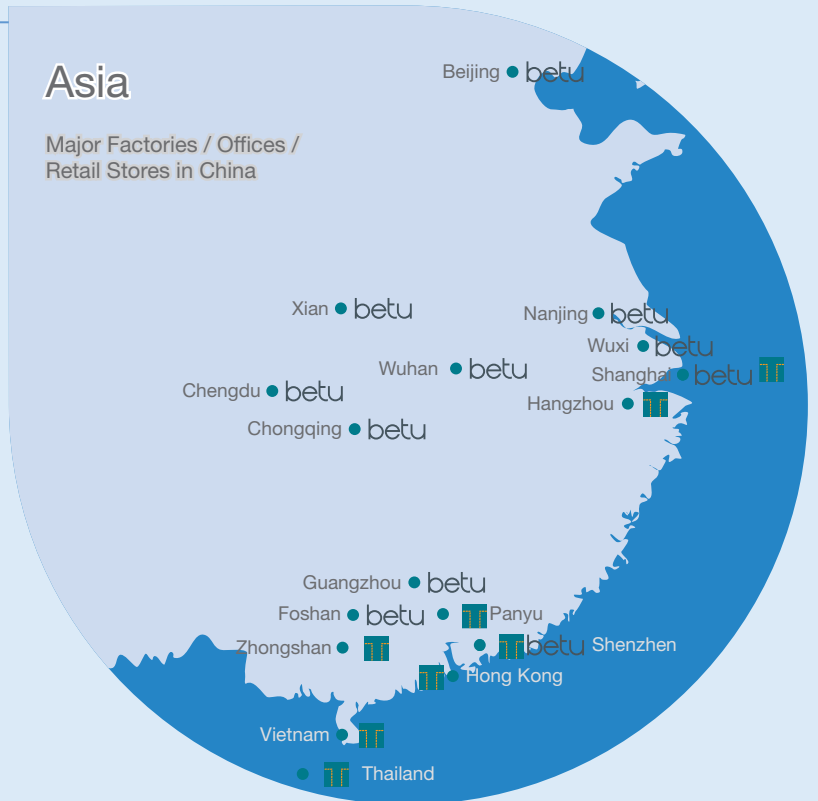 Asia
Major Factories / Offices /
Retail Stores in China
Beijing betu
Xian betu
Nanjing betu
Wuxi betu
Wuhan betu
Shanghai betu
Chengdu betu
Hangzhou
Chongqing betu
Guangzhou betu
Foshan betu
Panyu
Zhongshan
betu Shenzhen
Hong Kong
Vietnam
Thailand